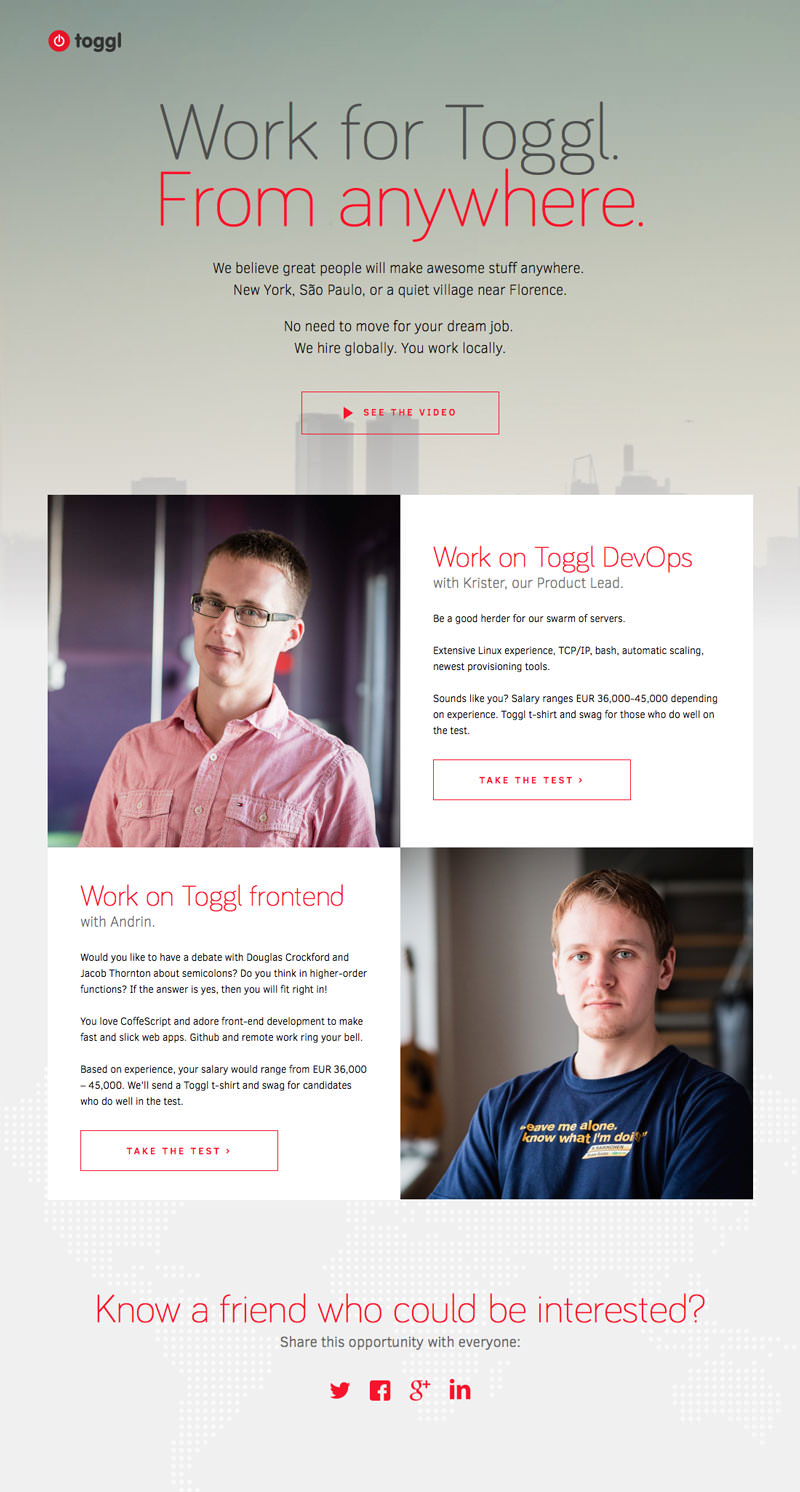 toggl
Work for Toggl.
From anywhere.
We believe great people will make awesome stuff anywhere.
New York, São Paulo, or a quiet village near Florence.
No need to move for your dream job.
We hire globally. You work locally.
SEE THE VIDEO
Work on Toggl DevOps
with Krister, our Product Lead.
Be a good herder for our swarm of servers.
Extensive Linux experience, TCP/IP, bash, automatic scaling,
newest provisioning tools.
Sounds like you? Salary ranges EUR 36,000-45,000 depending
on experience. Toggl t-shirt and swag for those who do well on
the test.
TAKE THE TEST ›
Work on Toggl frontend
with Andrin.
Would you like to have a debate with Douglas Crockford and
Jacob Thornton about semicolons? Do you think in higher-order
functions? If the answer is yes, then you will fit right in!
You love CoffeScript and adore front-end development to make
fast and slick web apps. Github and remote work ring your bell.
Based on experience, your salary would range from EUR 36,000
– 45,000. We'll send a Toggl t-shirt and swag for candidates
who do well in the test.
TAKE THE TEST ›
me alone.
know what I'm
Know a friend who could be interested?
Share this opportunity with everyone:
g+
in